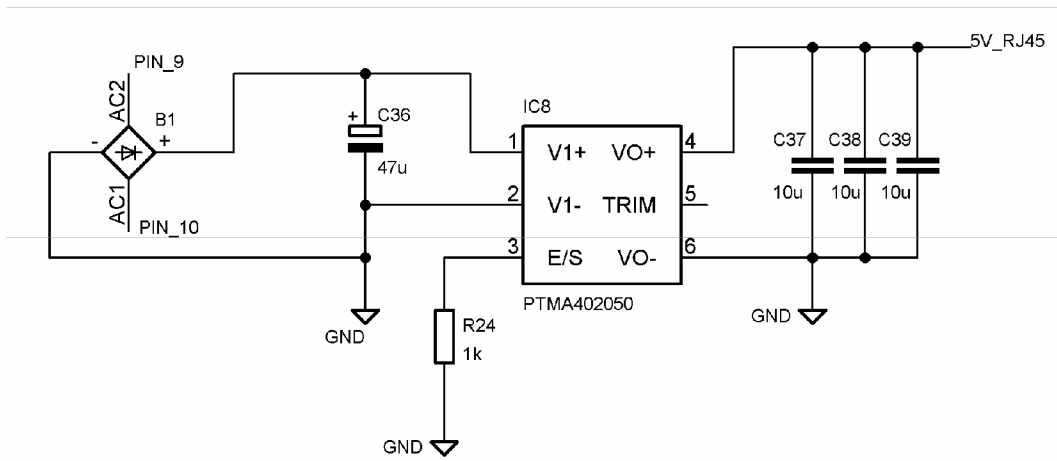 5V_RJ45
PIN_9
AC2
B1
- +
AC1
PIN_10
+
C36
47u
IC8
1 V1+ VO+ 4
2 V1- TRIM 5
3 E/S VO- 6
PTMA402050
C37 C38 C39
10u 10u 10u
GND
GND
R24
1k
GND